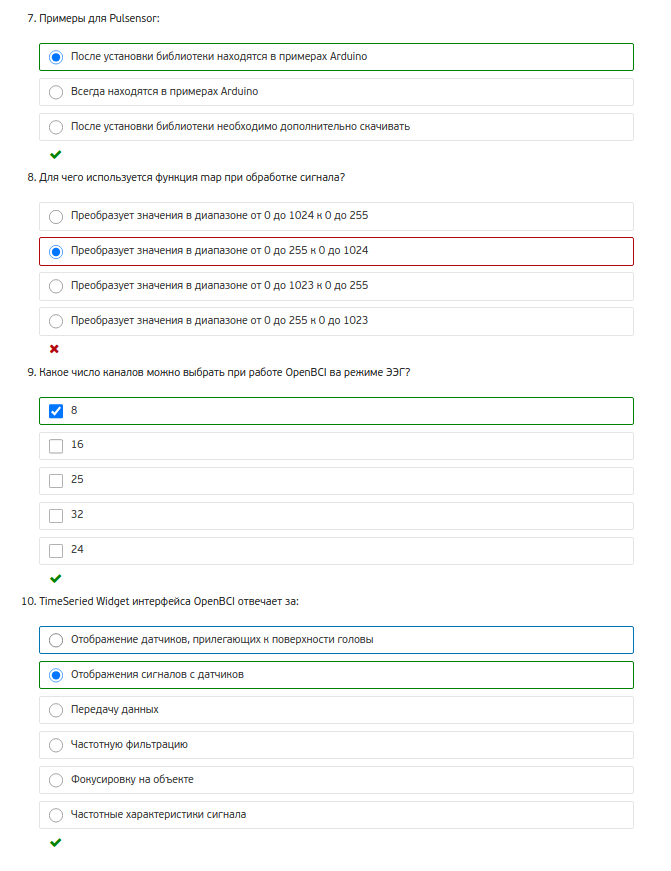 7. Примеры для Pulsensor:
После установки библиотеки находятся в примерах Arduino
Всегда находятся в примерах Arduino
После установки библиотеки необходимо дополнительно скачивать
8. Для чего используется функция map при обработке сигнала?
Преобразует значения в диапазоне от 0 до 1024 к 0 до 255
Преобразует значения в диапазоне от 0 до 255 к 0 до 1024
Преобразует значения в диапазоне от 0 до 1023 к 0 до 255
Преобразует значения в диапазоне от 0 до 255 к 0 до 1023
9. Какое число каналов можно выбрать при работе OpenBCI ва режиме ЭЭГ?
8
16
25
32
24
10. TimeSeried Widget интерфейса OpenBCI отвечает за:
Отображение датчиков, прилегающих к поверхности головы
Отображения сигналов с датчиков
Передачу данных
Частотную фильтрацию
Фокусировку на объекте
Частотные характеристики сигнала